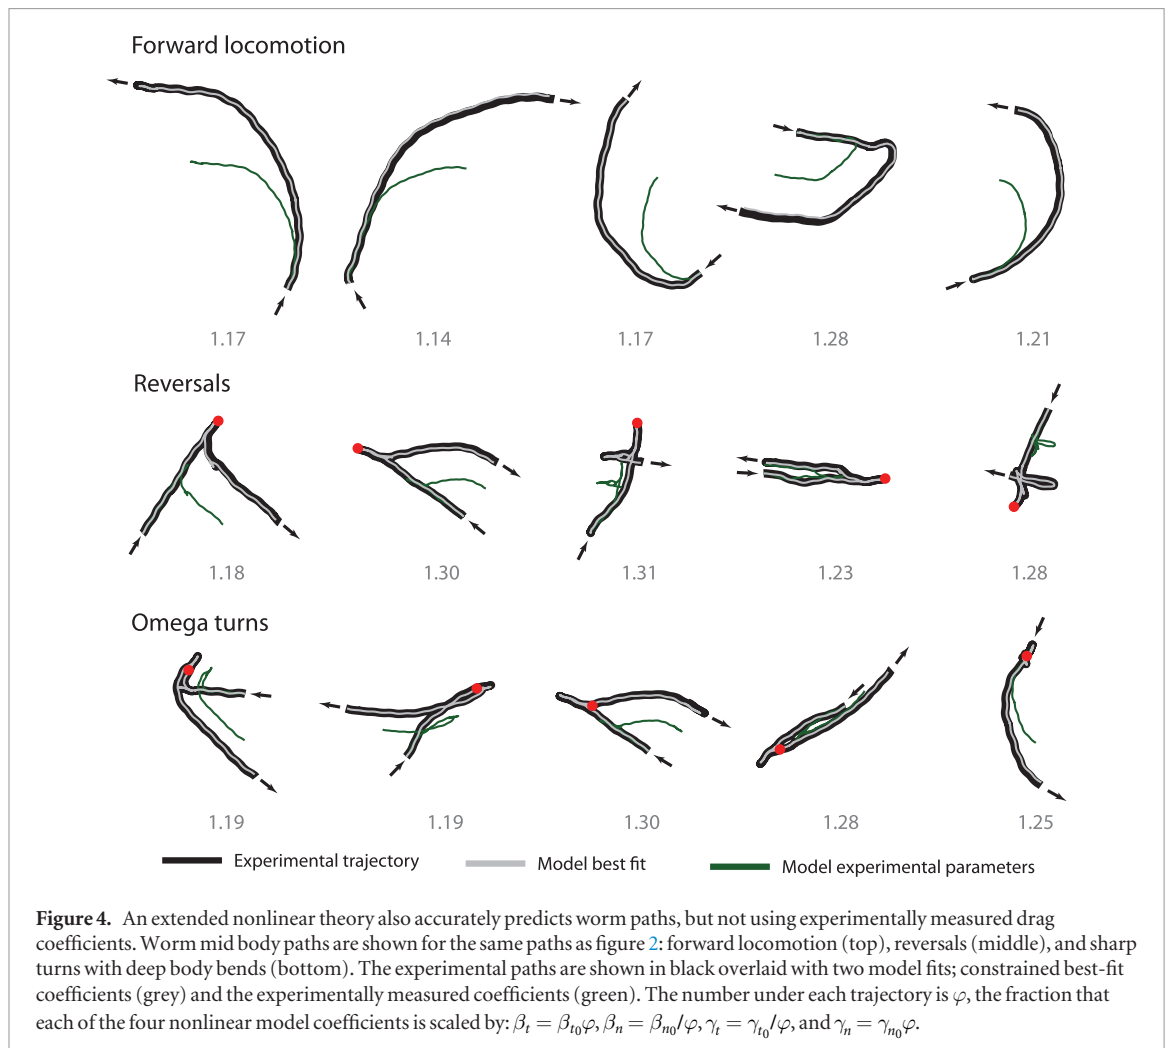 Forward locomotion
1.17 1.14 1.17 1.28 1.21
Reversals
1.18 1.30 1.31 1.23 1.28
Omega turns
1.19 1.19 1.30 1.28 1.25
Experimental trajectory Model best fit Model experimental parameters
Figure 4. An extended nonlinear theory also accurately predicts worm paths, but not using experimentally measured drag
coefficients. Worm mid body paths are shown for the same paths as figure 2: forward locomotion (top), reversals (middle), and sharp
turns with deep body bends (bottom). The experimental paths are shown in black overlaid with two model fits; constrained best-fit
coefficients (grey) and the experimentally measured coefficients (green). The number under each trajectory is φ, the fraction that
each of the four nonlinear model coefficients is scaled by: βₜ = βₜ₀φ, βₙ = βₙ₀/φ, γₜ = γₜ₀/φ, and γₙ = γₙ₀φ.